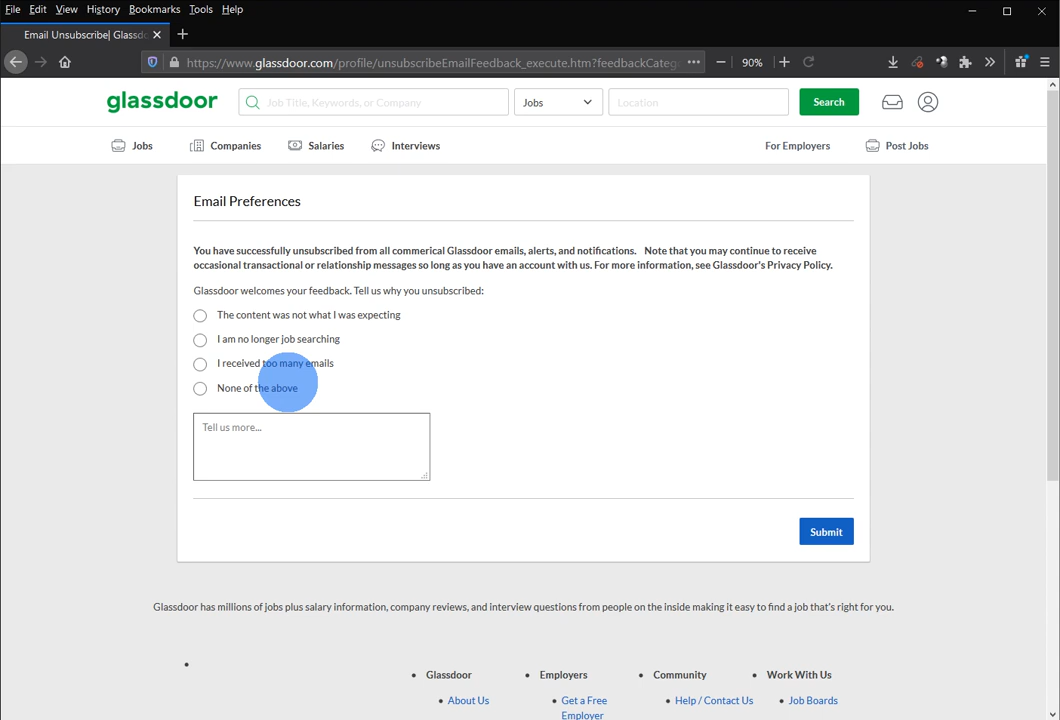 File Edit View History Bookmarks Tools Help
Email Unsubscribe| Glassdo
https://www.glassdoor.com/profile/unsubscribeEmailFeedback_execute.htm?feedbackCateg 90%
glassdoor Job Title, Keywords, or Company Jobs Location Search
Jobs Companies Salaries Interviews For Employers Post Jobs
Email Preferences
You have successfully unsubscribed from all commerical Glassdoor emails, alerts, and notifications. Note that you may continue to receive
occasional transactional or relationship messages so long as you have an account with us. For more information, see Glassdoor's Privacy Policy.
Glassdoor welcomes your feedback. Tell us why you unsubscribed:
The content was not what I was expecting
I am no longer job searching
I received too many emails
None of the above
Tell us more...
Submit
Glassdoor has millions of jobs plus salary information, company reviews, and interview questions from people on the inside making it easy to find a job that's right for you.
Glassdoor Employers Community Work With Us
About Us Get a Free Help / Contact Us Job Boards
Employer